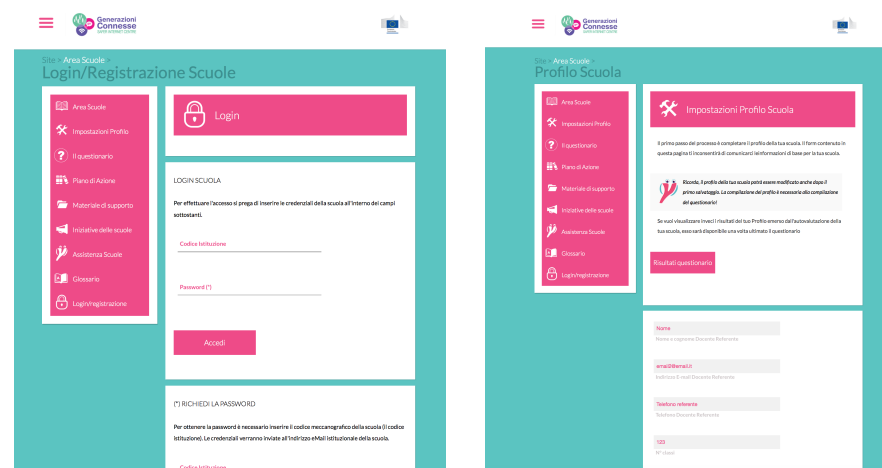 Generazioni
Connesse
SAFER INTERNET CENTRE
Site > Area Scuole >
Login/Registrazione Scuole
Area Scuole
Impostazioni Profilo
Il questionario
Piano di Azione
Materiale di supporto
Iniziative delle scuole
Assistenza Scuole
Glossario
Login/registrazione
Login
LOGIN SCUOLA
Per effettuare l'accesso si prega di inserire le credenziali della scuola all'interno dei campi
sottostanti.
Codice Istituzione
Password (*)
Accedi
(*) RICHIEDI LA PASSWORD
Per ottenere la password è necessario inserire il codice meccanografico della scuola (il codice
istituzione). Le credenziali verranno inviate all'indirizzo eMail istituzionale della scuola.
Codice Istituzione
Generazioni
Connesse
SAFER INTERNET CENTRE
Site > Area Scuole >
Profilo Scuola
Area Scuole
Impostazioni Profilo
Il questionario
Piano di Azione
Materiale di supporto
Iniziative delle scuole
Assistenza Scuole
Glossario
Login/registrazione
Impostazioni Profilo Scuola
Il primo passo del processo è completare il profilo della tua scuola. Il form contenuto in
questa pagina ti inconsentirà di comunicarci le informazioni di base per la tua scuola.
Ricorda, il profilo della tua scuola potrà essere modificato anche dopo il
primo salvataggio. La compilazione del profilo è necessaria alla compilazione
del questionario!
Se vuoi visualizzare inveci i risultati del tuo Profilo emerso dall'autovalutazione della
tua scuola, esso sarà disponibile una volta ultimato il questionario
Risultati questionario
Nome
Nome e cognome Docente Referente
email@email.it
Indirizzo E-mail Docente Referente
Telefono referente
Telefono Docente Referente
123
N° classi